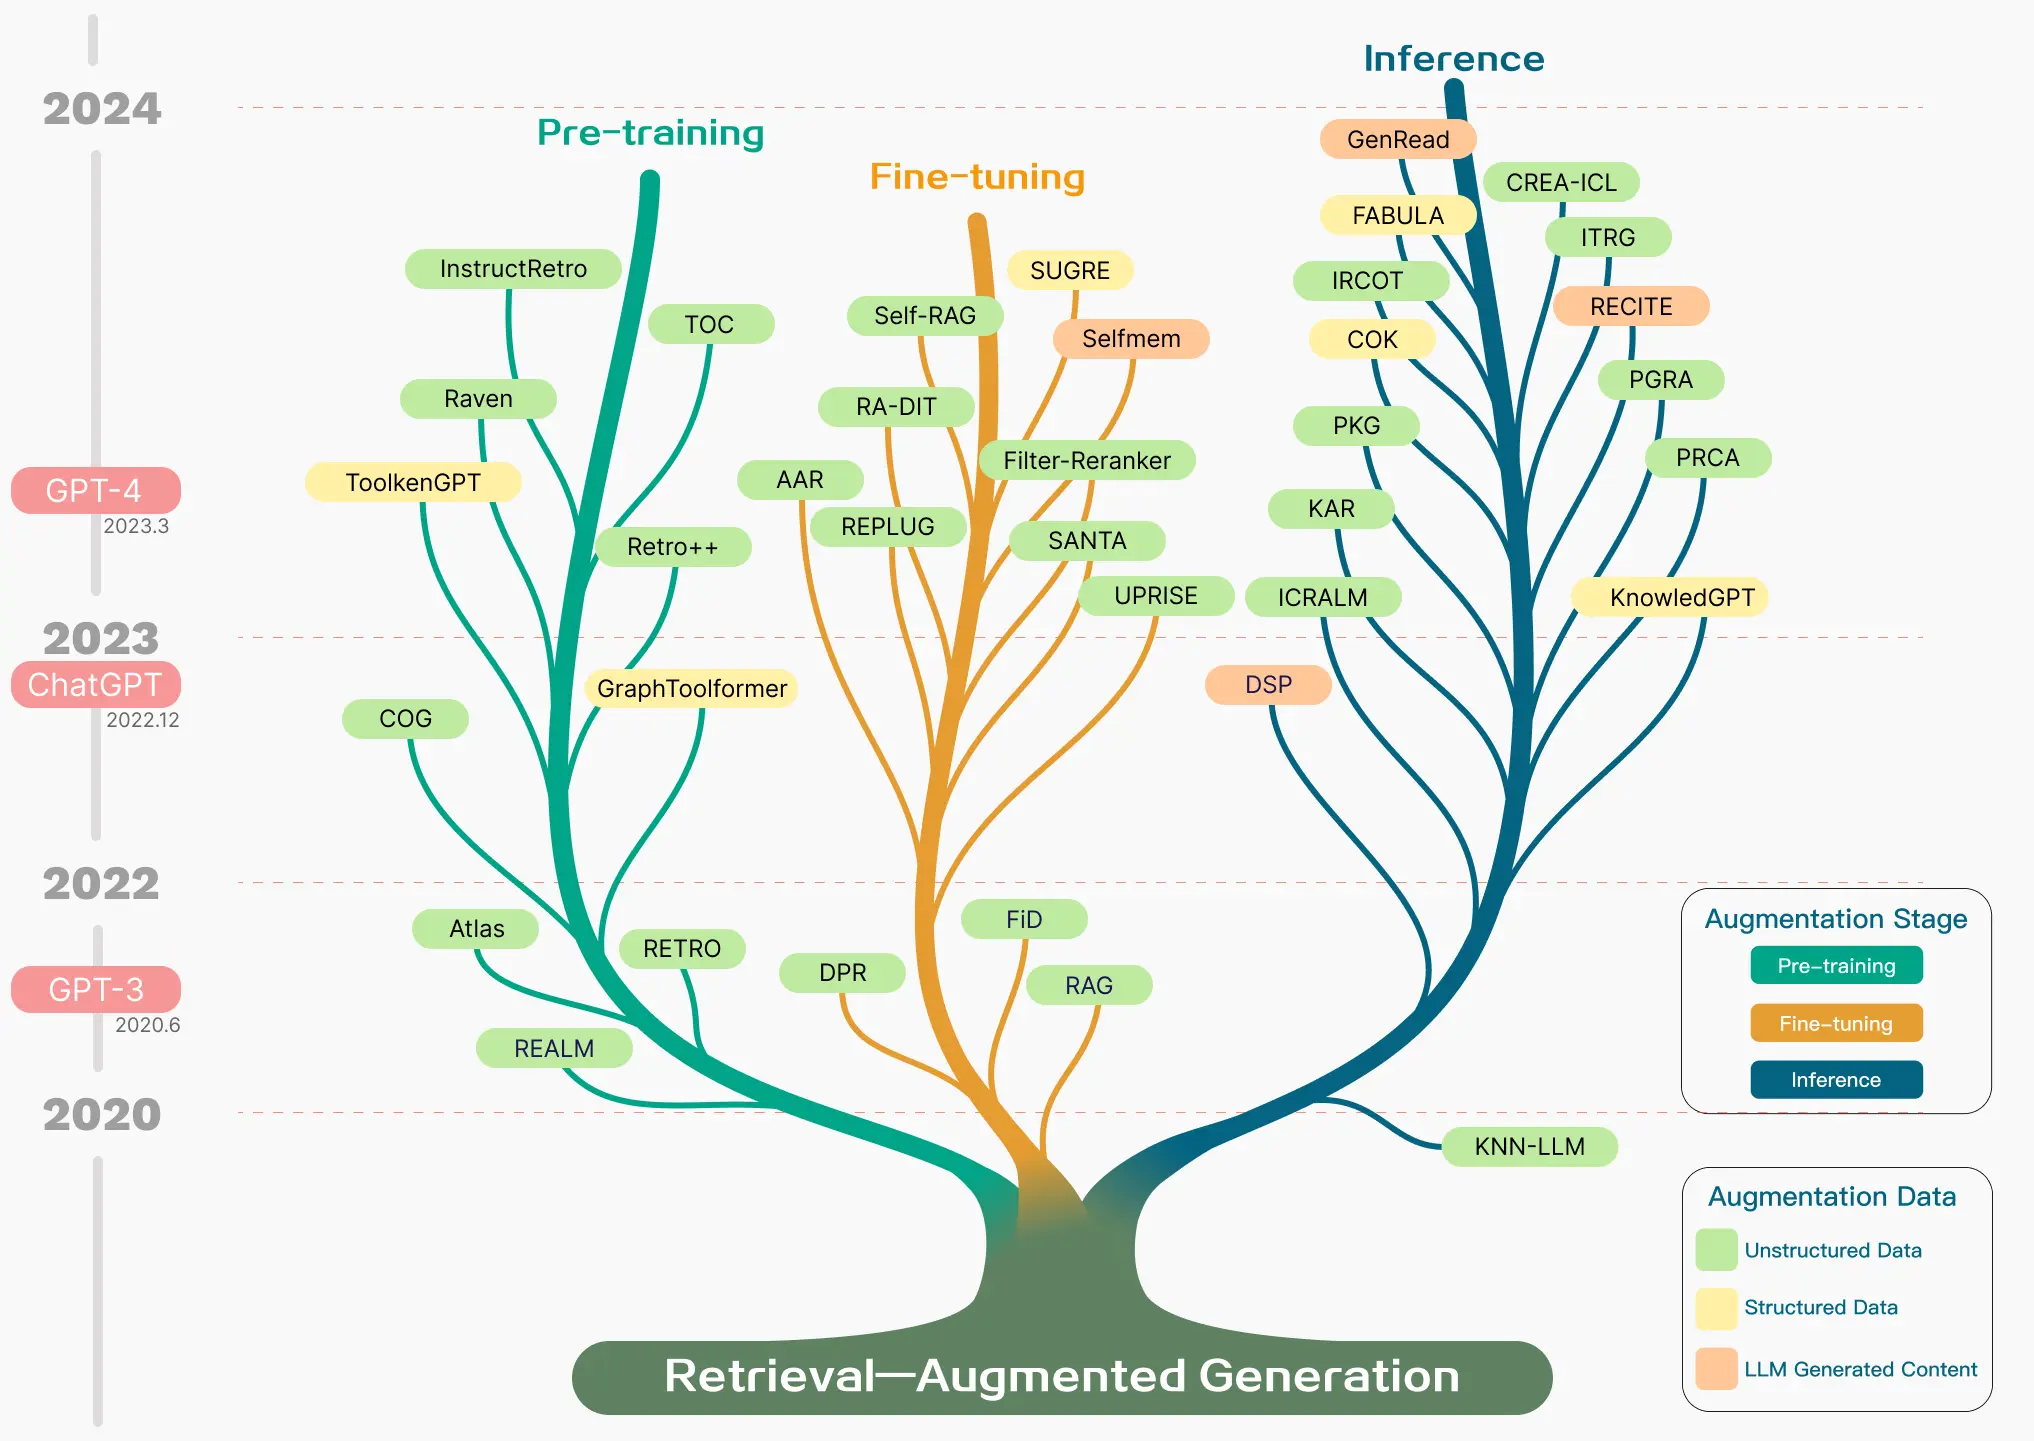 Inference
2024
Pre-training
GenRead
Fine-tuning
CREA-ICL
FABULA
ITRG
InstructRetro
SUGRE
IRCOT
RECITE
TOC
Self-RAG
Selfmem
COK
PGRA
Raven
RA-DIT
PKG
Filter-Reranker
PRCA
ToolkenGPT
AAR
GPT-4
2023.3
KAR
REPLUG
SANTA
Retro++
UPRISE
ICRALM
KnowledGPT
2023
ChatGPT
2022.12
GraphToolformer
DSP
COG
2022
Atlas
FiD
RETRO
DPR
RAG
GPT-3
2020.6
REALM
2020
KNN-LLM
Augmentation Stage
Pre-training
Fine-tuning
Inference
Augmentation Data
Unstructured Data
Structured Data
LLM Generated Content
Retrieval—Augmented Generation